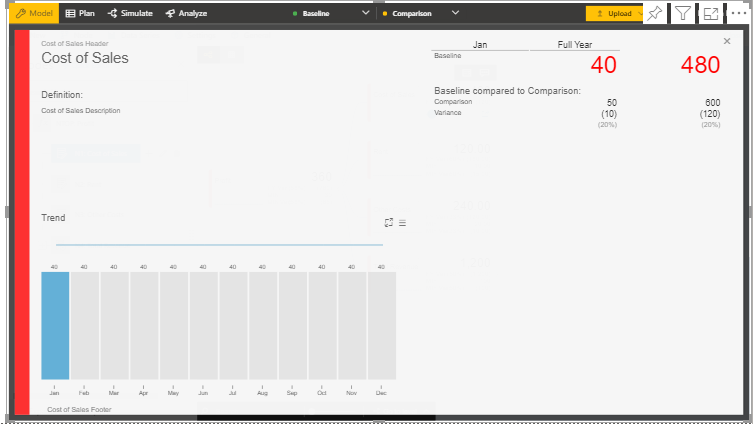 Model Plan Simulate Analyze Baseline Comparison Upload
Cost of Sales Header
Cost of Sales
Jan Full Year
Baseline
40 480
Definition:
Cost of Sales Description
Baseline compared to Comparison:
Comparison 50 600
Variance (10) (120)
(20%) (20%)
Trend
40 40 40 40 40 40 40 40 40 40 40 40
Jan Feb Mar Apr May Jun Jul Aug Sep Oct Nov Dec
Cost of Sales Footer